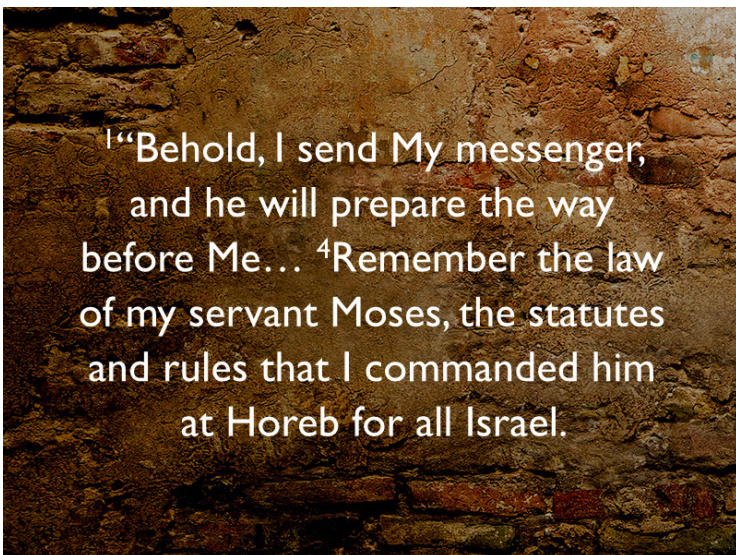 ¹“Behold, I send My messenger,
and he will prepare the way
before Me… ⁴Remember the law
of my servant Moses, the statutes
and rules that I commanded him
at Horeb for all Israel.